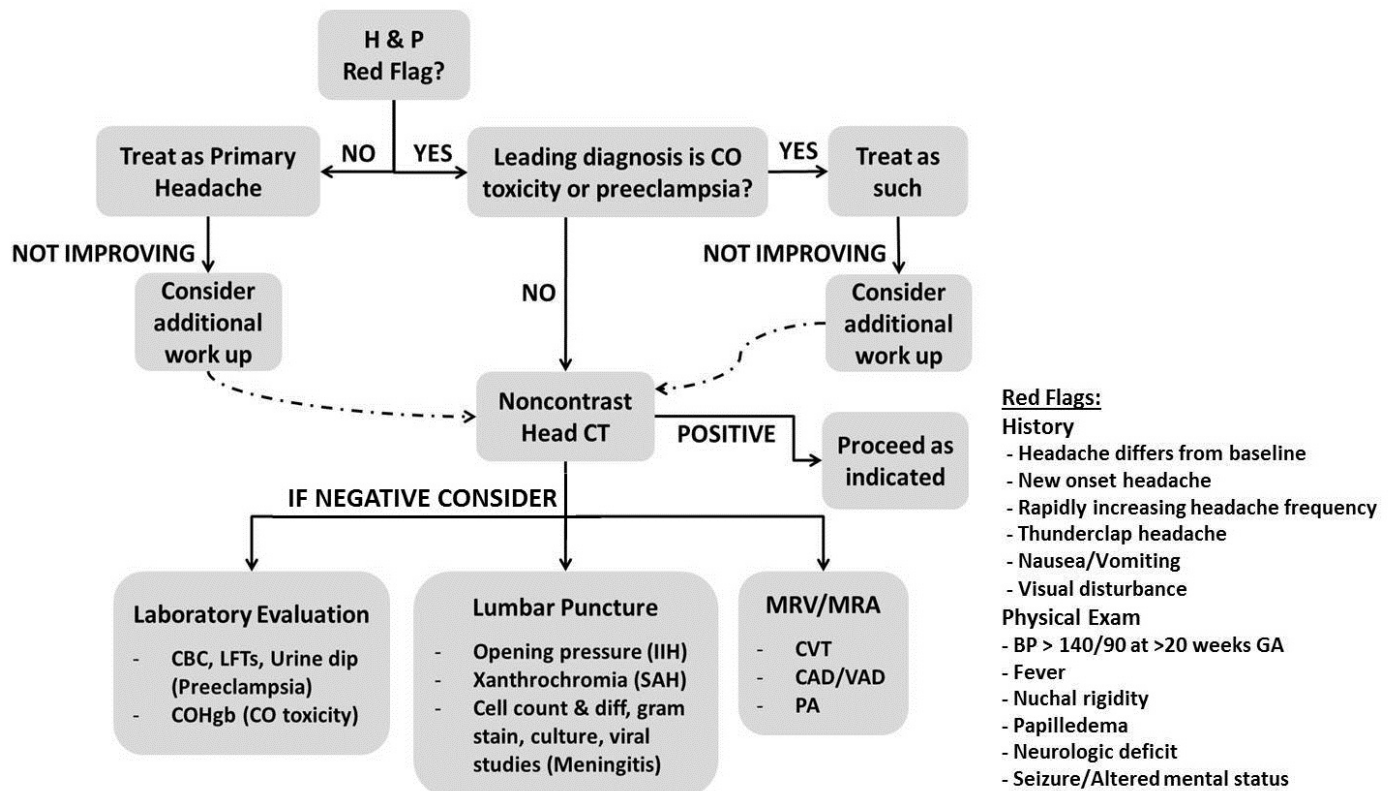 H & P
Red Flag?
Treat as Primary
Headache
NO
YES
Leading diagnosis is CO
toxicity or preeclampsia?
YES
Treat as
such
NOT IMPROVING
Consider
additional
work up
NO
NOT IMPROVING
Consider
additional
work up
Noncontrast
Head CT
POSITIVE
Proceed as
indicated
IF NEGATIVE CONSIDER
Laboratory Evaluation
- CBC, LFTs, Urine dip
(Preeclampsia)
- COHgb (CO toxicity)
Lumbar Puncture
- Opening pressure (IIH)
- Xanthrochromia (SAH)
- Cell count & diff, gram
stain, culture, viral
studies (Meningitis)
MRV/MRA
- CVT
- CAD/VAD
- PA
Red Flags:
History
- Headache differs from baseline
- New onset headache
- Rapidly increasing headache frequency
- Thunderclap headache
- Nausea/Vomiting
- Visual disturbance
Physical Exam
- BP > 140/90 at >20 weeks GA
- Fever
- Nuchal rigidity
- Papilledema
- Neurologic deficit
- Seizure/Altered mental status